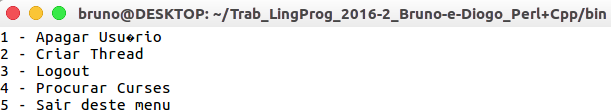 bruno@DESKTOP: ~/Trab_LingProg_2016-2_Bruno-e-Diogo_Perl+Cpp/bin
1 - Apagar Usu�rio
2 - Criar Thread
3 - Logout
4 - Procurar Curses
5 - Sair deste menu